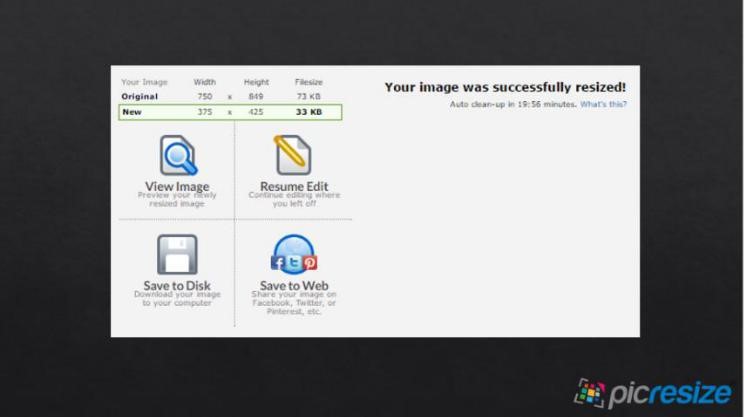 Your Image Width Height Filesize
Original 750 x 849 73 KB
New 375 x 425 33 KB
Your image was successfully resized!
Auto clean-up in 19:56 minutes. What's this?
View Image
Preview your newly
resized image
Resume Edit
Continue editing where
you left off
Save to Disk
Download your image
to your computer
Save to Web
Share your image on
Facebook, Twitter, or
Pinterest, etc.
picresize